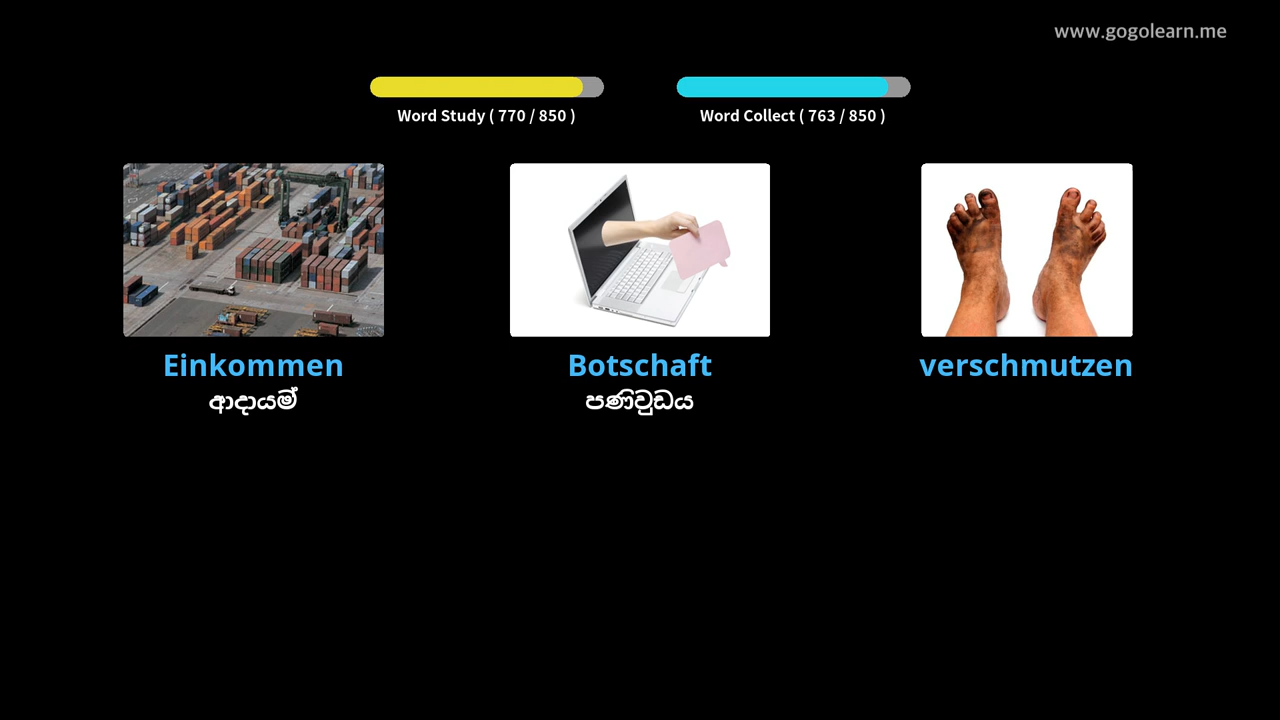 www.gogolearn.me
Word Study ( 770 / 850 )
Word Collect ( 763 / 850 )
Einkommen
ආදායම්
Botschaft
පණිවුඩය
verschmutzen